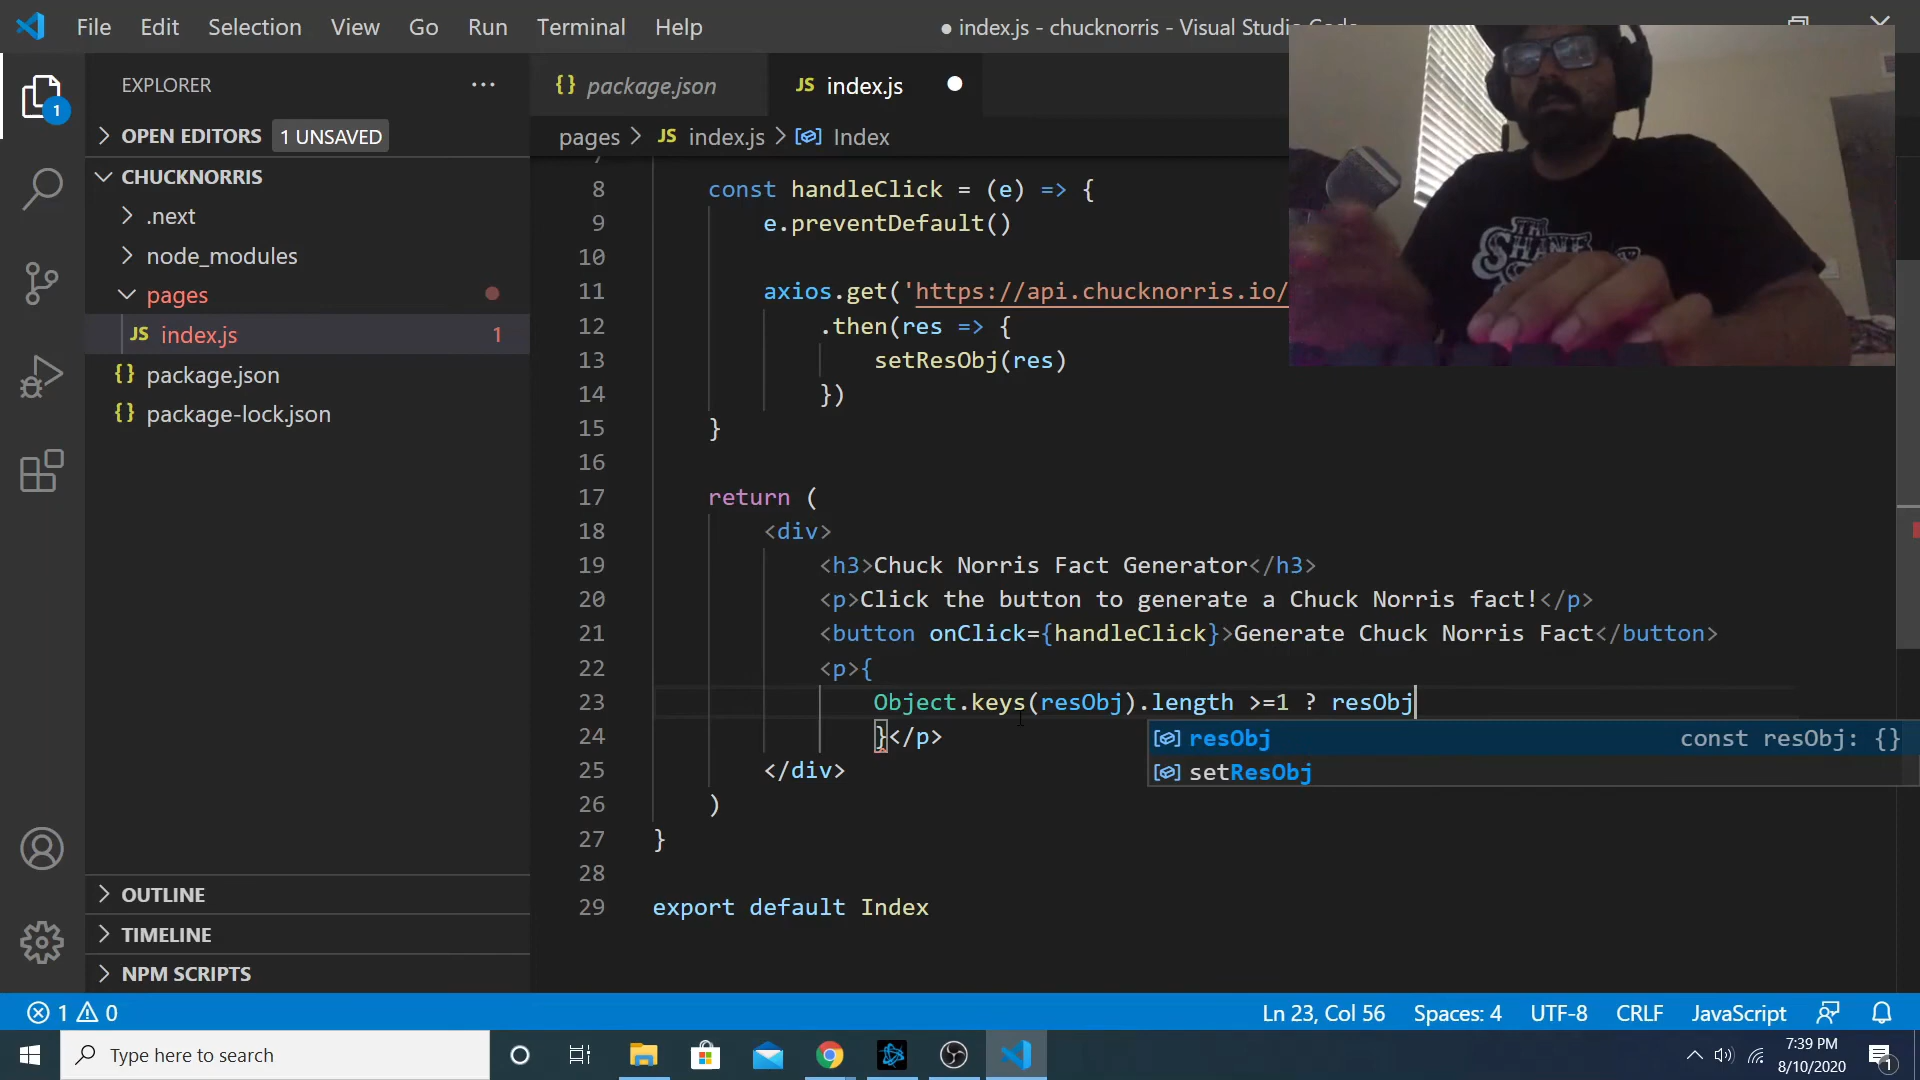 File Edit Selection View Go Run Terminal Help
● index.js - chucknorris - Visual Studio Code
EXPLORER ···
OPEN EDITORS 1 UNSAVED
CHUCKNORRIS
.next
node_modules
pages
JS index.js 1
{} package.json
{} package-lock.json
OUTLINE
TIMELINE
NPM SCRIPTS
1
{} package.json JS index.js
pages > JS index.js > Index
8 const handleClick = (e) => {
9 e.preventDefault()
10
11 axios.get('https://api.chucknorris.io/
12 .then(res => {
13 setResObj(res)
14 })
15 }
16
17 return (
18 <div>
19 <h3>Chuck Norris Fact Generator</h3>
20 <p>Click the button to generate a Chuck Norris fact!</p>
21 <button onClick={handleClick}>Generate Chuck Norris Fact</button>
22 <p>{
23 Object.keys(resObj).length >=1 ? resObj
24 }</p>
25 </div>
26 )
27 }
28
29 export default Index
resObj const resObj: {}
setResObj
1 0
Ln 23, Col 56 Spaces: 4 UTF-8 CRLF JavaScript
Type here to search
7:39 PM
8/10/2020
1